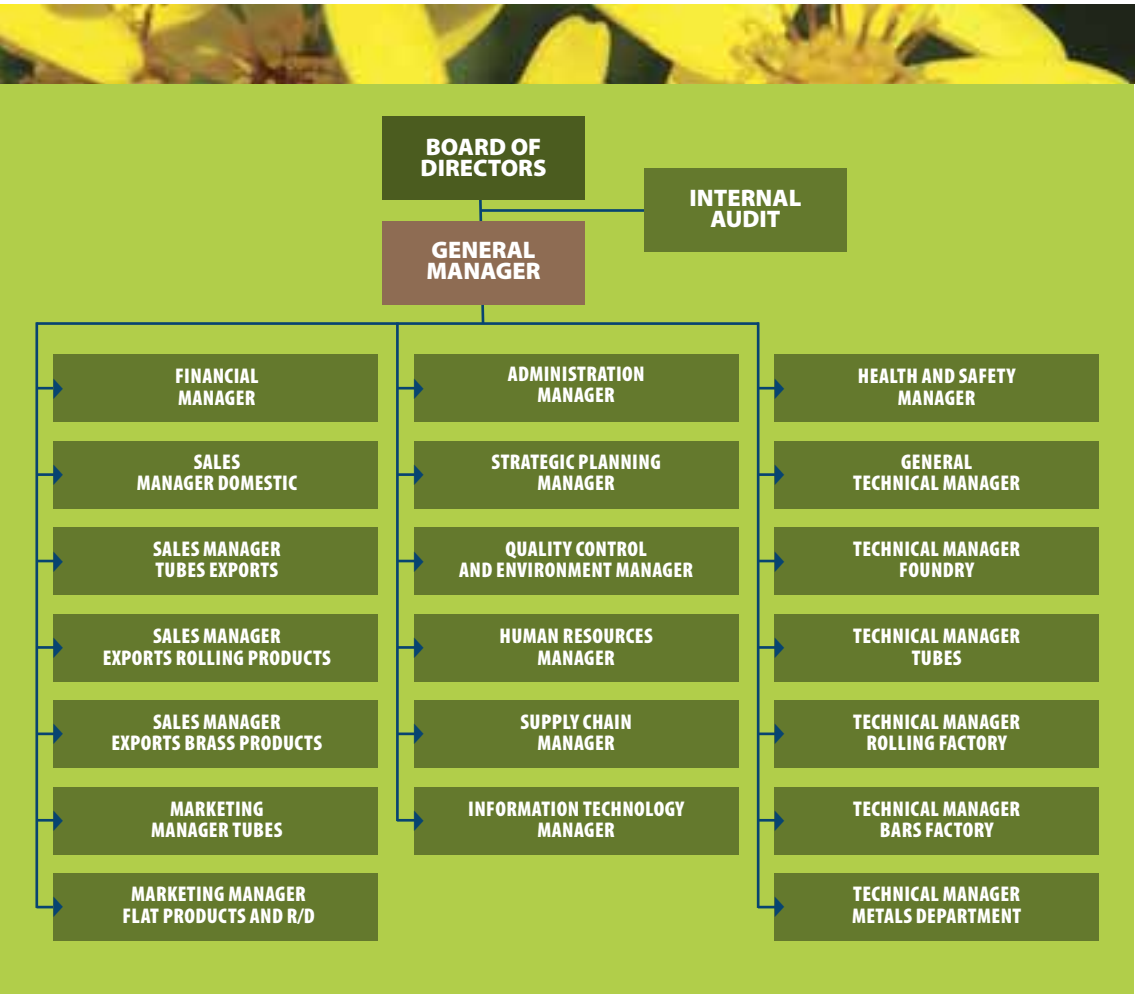 BOARD OF
DIRECTORS
INTERNAL
AUDIT
GENERAL
MANAGER
FINANCIAL
MANAGER
SALES
MANAGER DOMESTIC
SALES MANAGER
TUBES EXPORTS
SALES MANAGER
EXPORTS ROLLING PRODUCTS
SALES MANAGER
EXPORTS BRASS PRODUCTS
MARKETING
MANAGER TUBES
MARKETING MANAGER
FLAT PRODUCTS AND R/D
ADMINISTRATION
MANAGER
STRATEGIC PLANNING
MANAGER
QUALITY CONTROL
AND ENVIRONMENT MANAGER
HUMAN RESOURCES
MANAGER
SUPPLY CHAIN
MANAGER
INFORMATION TECHNOLOGY
MANAGER
HEALTH AND SAFETY
MANAGER
GENERAL
TECHNICAL MANAGER
TECHNICAL MANAGER
FOUNDRY
TECHNICAL MANAGER
TUBES
TECHNICAL MANAGER
ROLLING FACTORY
TECHNICAL MANAGER
BARS FACTORY
TECHNICAL MANAGER
METALS DEPARTMENT